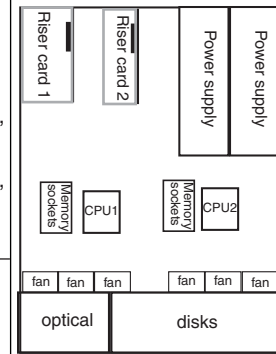 Riser card 1
Riser card 2
Power supply
Power supply
Memory
sockets
CPU1
Memory
sockets
CPU2
fan
fan
fan
fan
fan
fan
optical
disks
,
,